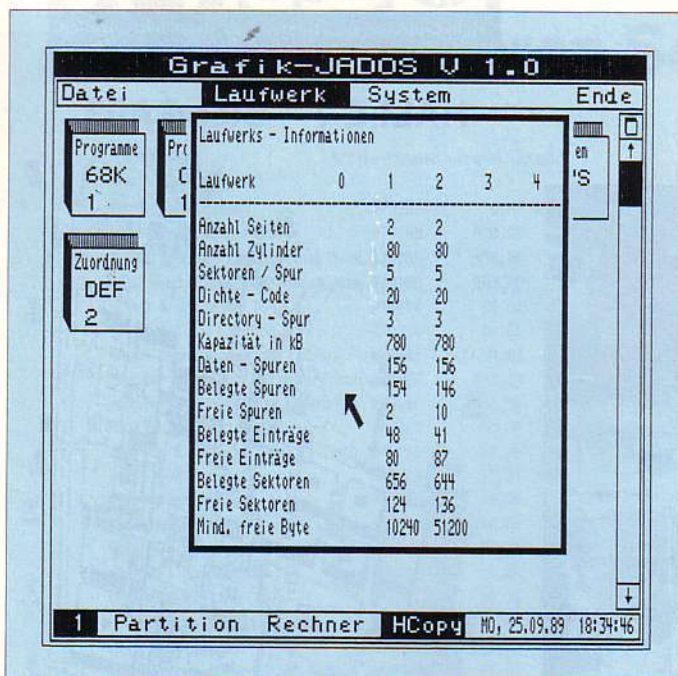 Grafik-JADOS V 1.0
Datei Laufwerk System Ende
Programme
68K
1
Pro
C
1
en
'S
Zuordnung
DEF
2
Laufwerks - Informationen
Laufwerk 0 1 2 3 4
Anzahl Seiten 2 2
Anzahl Zylinder 80 80
Sektoren / Spur 5 5
Dichte - Code 20 20
Directory - Spur 3 3
Kapazität in kB 780 780
Daten - Spuren 156 156
Belegte Spuren 154 146
Freie Spuren 2 10
Belegte Einträge 48 41
Freie Einträge 80 87
Belegte Sektoren 656 644
Freie Sektoren 124 136
Mind. freie Byte 10240 51200
1 Partition Rechner HCopy MO, 25.09.89 18:34:46